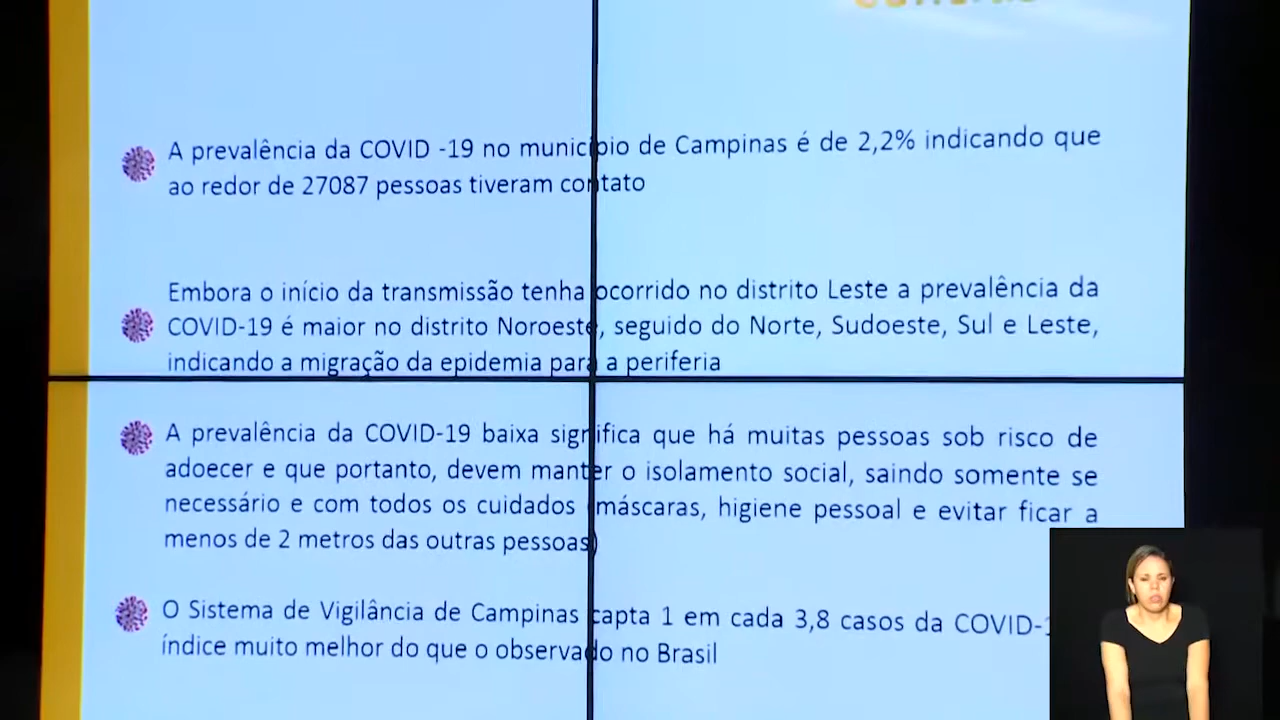 A prevalência da COVID -19 no município de Campinas é de 2,2% indicando que
ao redor de 27087 pessoas tiveram contato
Embora o início da transmissão tenha ocorrido no distrito Leste a prevalência da
COVID-19 é maior no distrito Noroeste, seguido do Norte, Sudoeste, Sul e Leste,
indicando a migração da epidemia para a periferia
A prevalência da COVID-19 baixa significa que há muitas pessoas sob risco de
adoecer e que portanto, devem manter o isolamento social, saindo somente se
necessário e com todos os cuidados (máscaras, higiene pessoal e evitar ficar a
menos de 2 metros das outras pessoas)
O Sistema de Vigilância de Campinas capta 1 em cada 3,8 casos da COVID-1
índice muito melhor do que o observado no Brasil